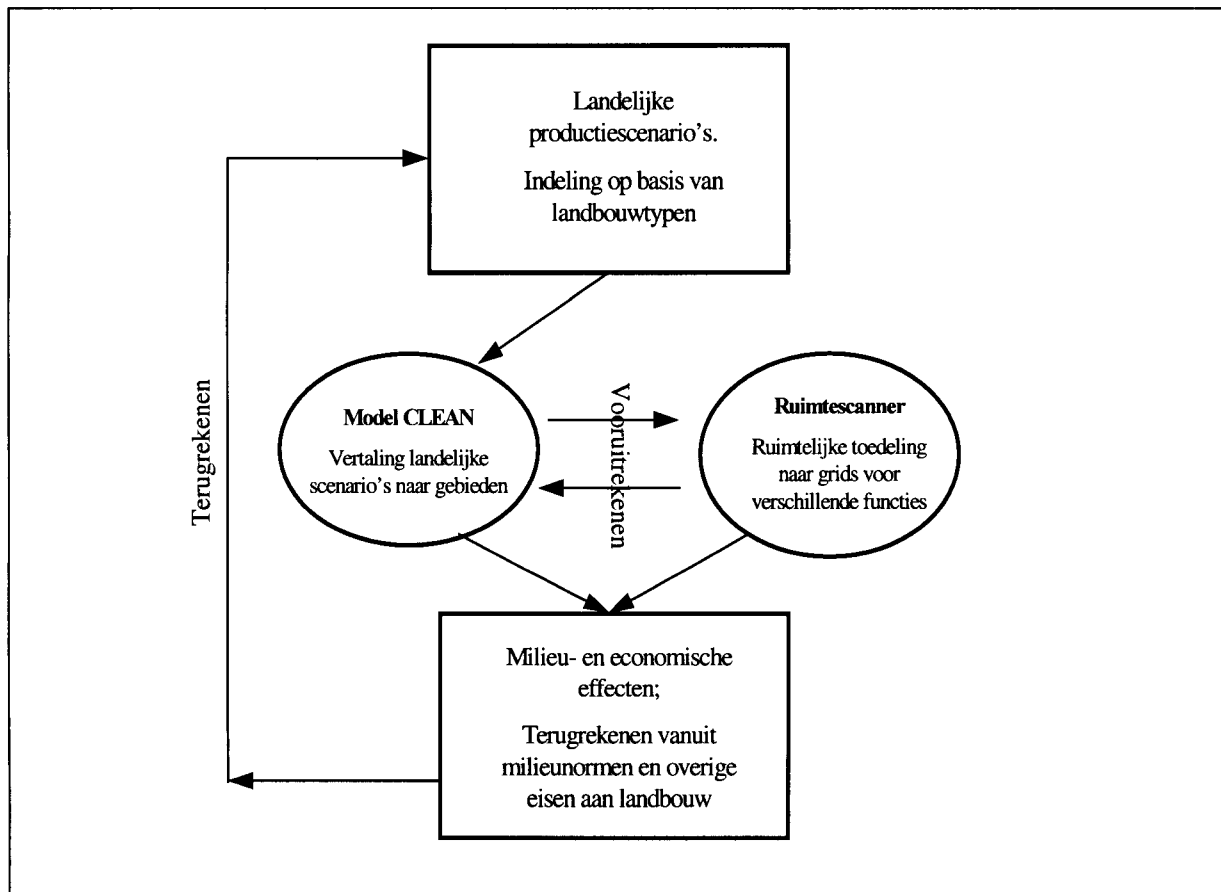 Landelijke
productiescenario's.
Indeling op basis van
landbouwtypen
Terugrekenen
Model CLEAN
Vertaling landelijke
scenario's naar gebieden
Vooruitrekenen
Ruimtescanner
Ruimtelijke toedeling
naar grids voor
verschillende functies
Milieu- en economische
effecten;
Terugrekenen vanuit
milieunormen en overige
eisen aan landbouw